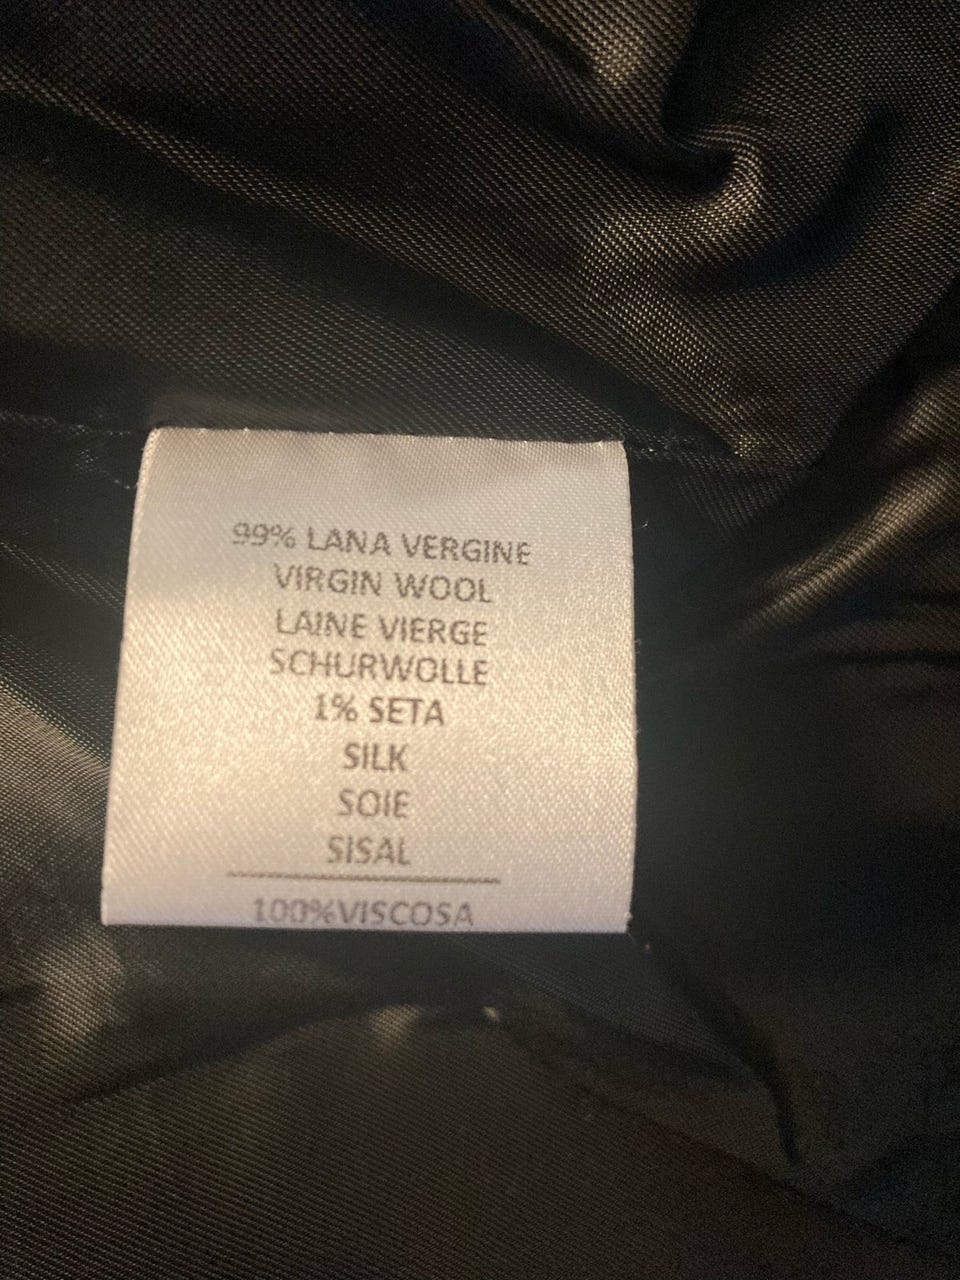 99% LANA VERGINE
VIRGIN WOOL
LAINE VIERGE
SCHURWOLLE
1% SETA
SILK
SOIE
SISAL
100%VISCOSA